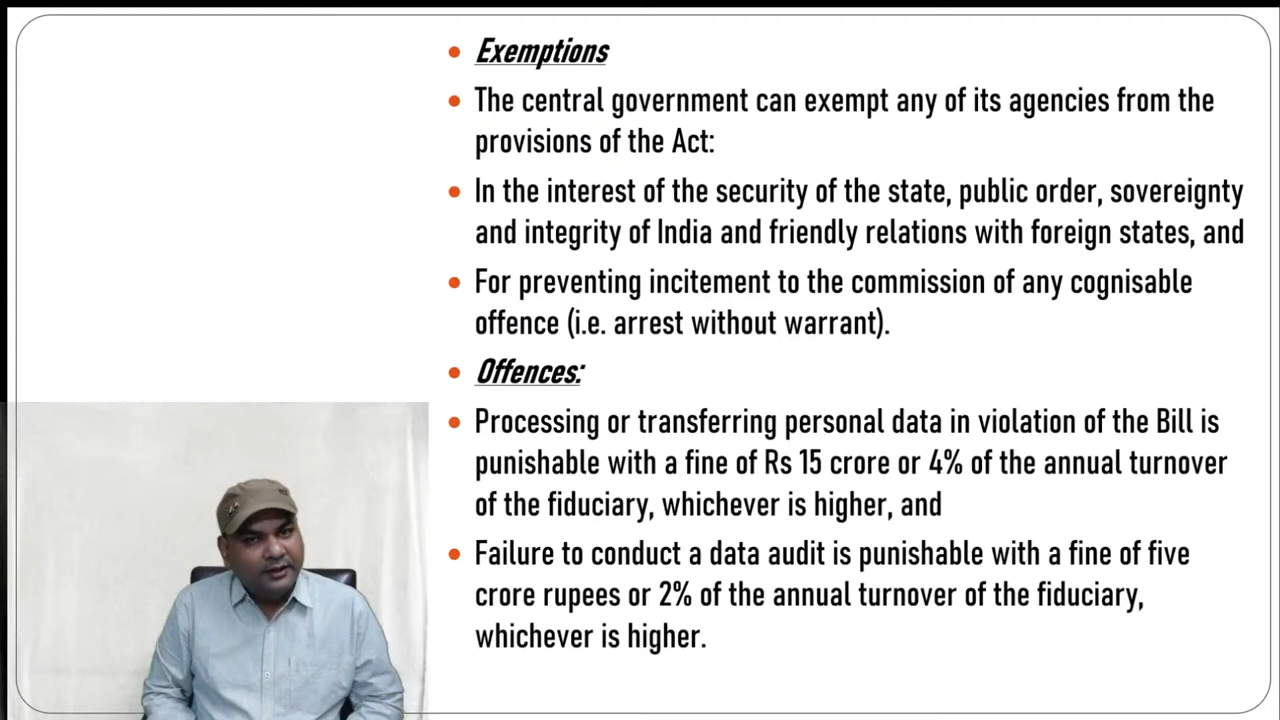 Exemptions
The central government can exempt any of its agencies from the
provisions of the Act:
In the interest of the security of the state, public order, sovereignty
and integrity of India and friendly relations with foreign states, and
For preventing incitement to the commission of any cognisable
offence (i.e. arrest without warrant).
Offences:
Processing or transferring personal data in violation of the Bill is
punishable with a fine of Rs 15 crore or 4% of the annual turnover
of the fiduciary, whichever is higher, and
Failure to conduct a data audit is punishable with a fine of five
crore rupees or 2% of the annual turnover of the fiduciary,
whichever is higher.